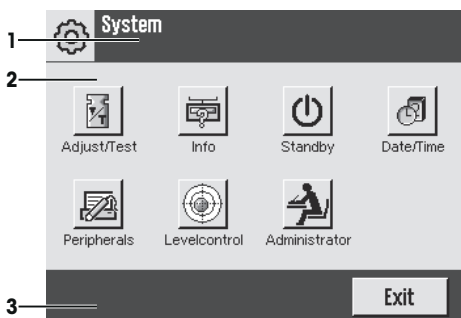 System
1
2
Adjust/Test Info Standby Date/Time
Peripherals Levelcontrol Administrator
3
Exit